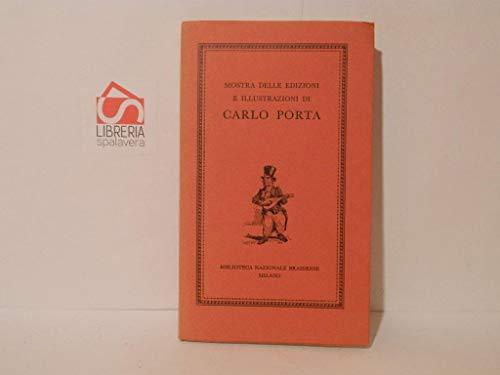 MOSTRA DELLE EDIZIONI
E ILLUSTRAZIONI DI
CARLO PORTA
BIBLIOTECA NAZIONALE BRAIDENSE
MILANO
LIBRERIA
spalavera